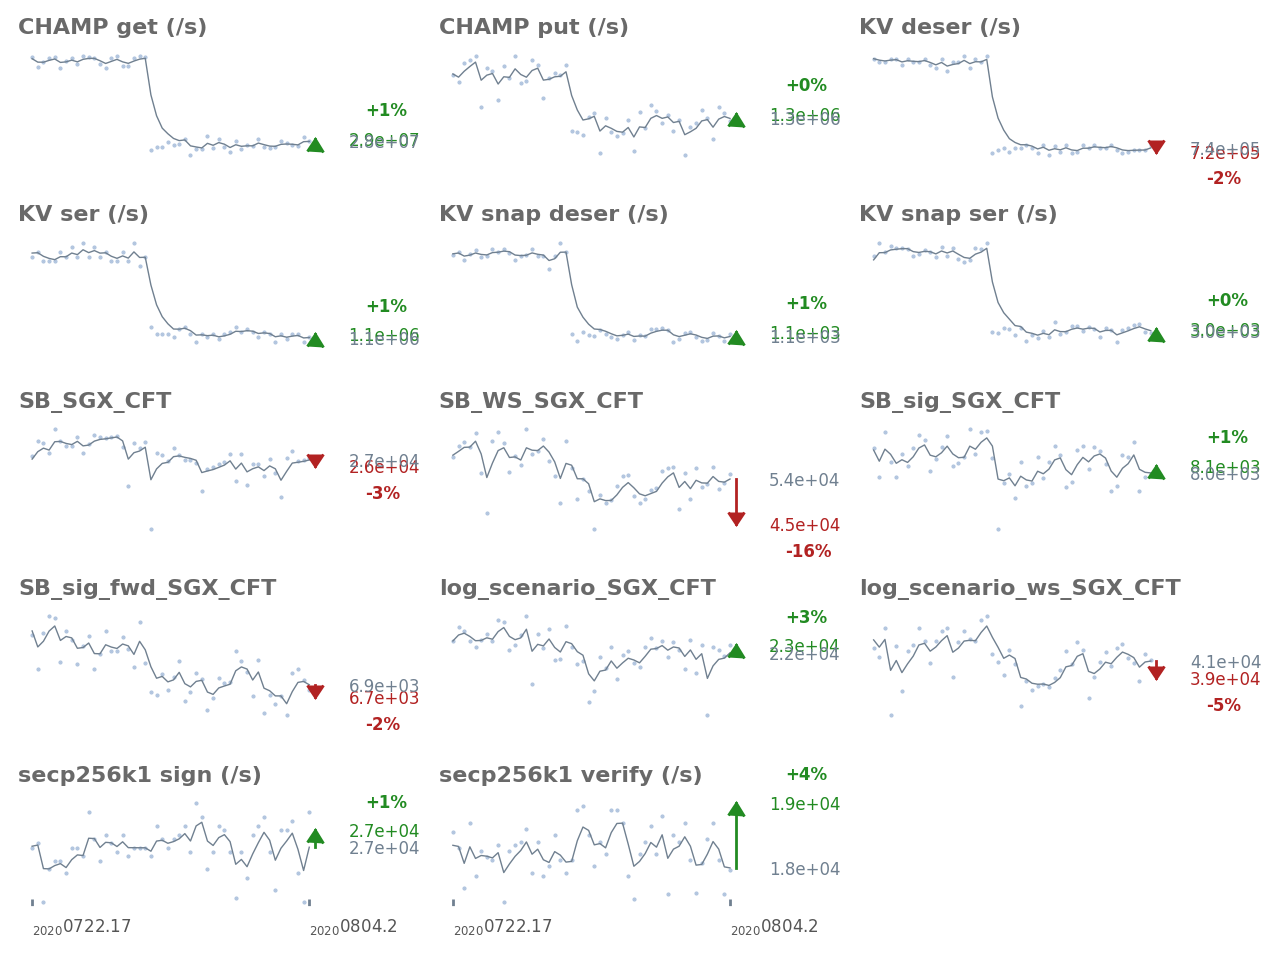 CHAMP get (/s)
+1%
2.9e+07
CHAMP put (/s)
+0%
1.3e+06
1.3e+06
KV deser (/s)
7.4e+05
7.2e+05
-2%
KV ser (/s)
+1%
1.1e+06
1.1e+06
KV snap deser (/s)
+1%
1.1e+03
1.1e+03
KV snap ser (/s)
+0%
3.0e+03
3.0e+03
SB_SGX_CFT
2.7e+04
2.6e+04
-3%
SB_WS_SGX_CFT
5.4e+04
4.5e+04
-16%
SB_sig_SGX_CFT
+1%
8.1e+03
8.0e+03
SB_sig_fwd_SGX_CFT
6.9e+03
6.7e+03
-2%
log_scenario_SGX_CFT
+3%
2.3e+04
2.2e+04
log_scenario_ws_SGX_CFT
4.1e+04
3.9e+04
-5%
secp256k1 sign (/s)
+1%
2.7e+04
2.7e+04
secp256k1 verify (/s)
+4%
1.9e+04
1.8e+04
20200722.17
20200804.2
20200722.17
20200804.2